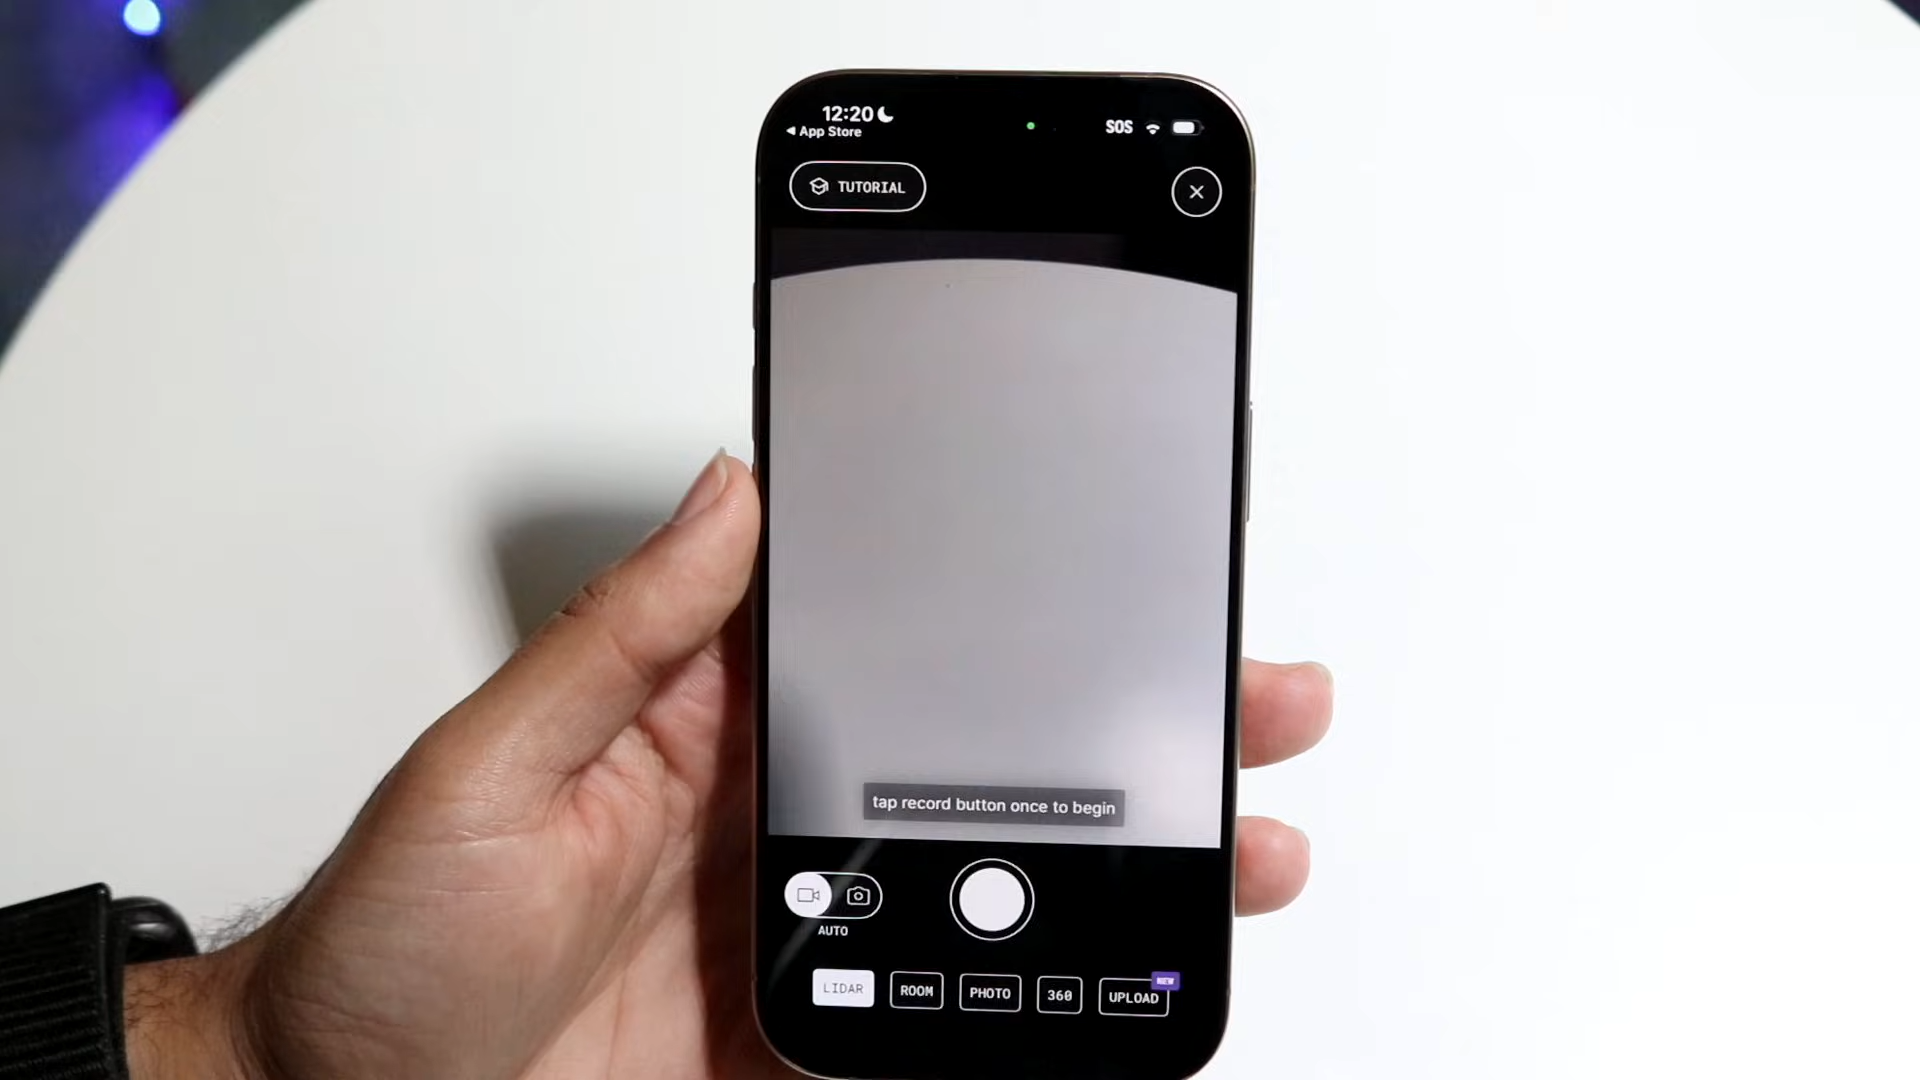 12:20
SOS
App Store
TUTORIAL
tap record button once to begin
AUTO
NEW
LIDAR
ROOM
PHOTO
360
UPLOAD